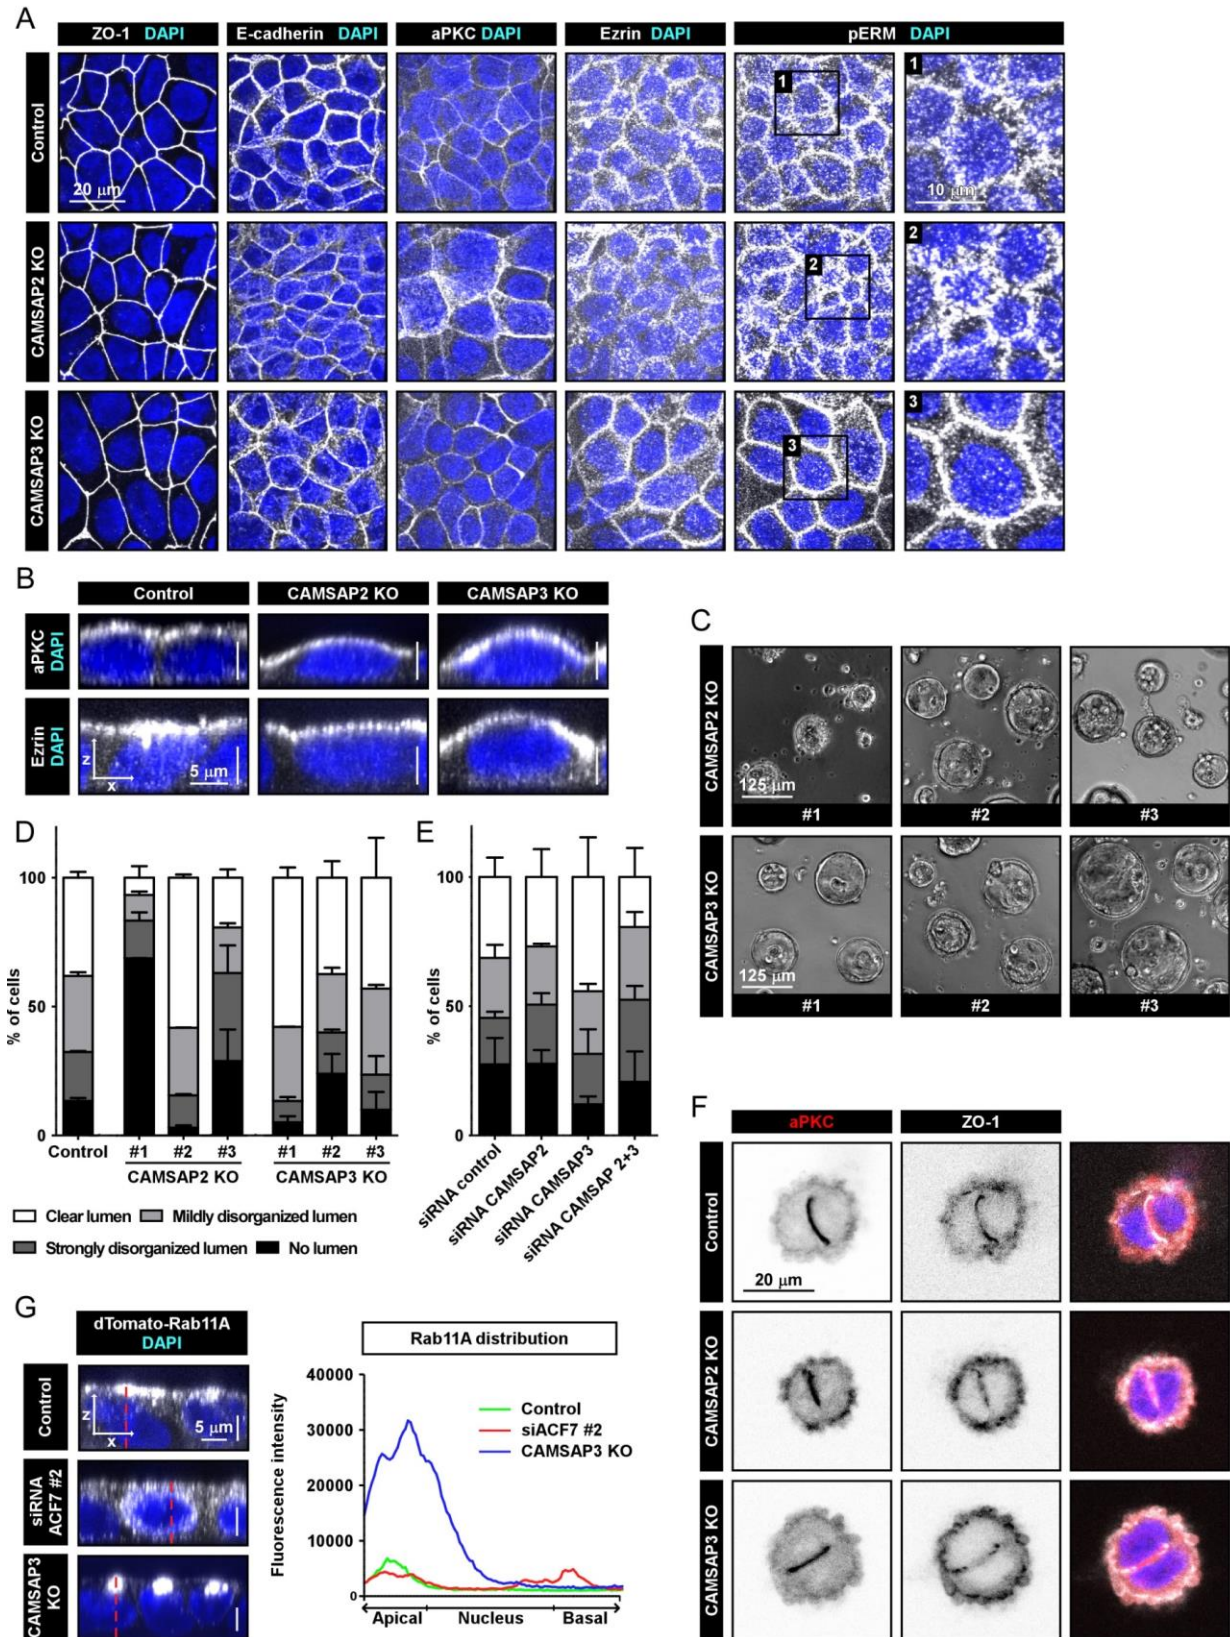 A
ZO-1 DAPI
E-cadherin DAPI
aPKC DAPI
Ezrin DAPI
pERM DAPI
Control
20 μm
1
1
10 μm
CAMSAP2 KO
2
2
CAMSAP3 KO
3
3
B
Control
CAMSAP2 KO
CAMSAP3 KO
aPKC
DAPI
Ezrin
DAPI
z
x
5 μm
C
CAMSAP2 KO
125 μm
#1
#2
#3
CAMSAP3 KO
125 μm
#1
#2
#3
D
% of cells
100
50
0
Control
#1
#2
#3
CAMSAP2 KO
#1
#2
#3
CAMSAP3 KO
Clear lumen
Mildly disorganized lumen
Strongly disorganized lumen
No lumen
E
% of cells
100
50
0
siRNA control
siRNA CAMSAP2
siRNA CAMSAP3
siRNA CAMSAP 2+3
F
aPKC
ZO-1
Control
20 μm
CAMSAP2 KO
CAMSAP3 KO
G
dTomato-Rab11A
DAPI
Control
z
x
5 μm
siRNA
ACF7 #2
CAMSAP3
KO
Rab11A distribution
Fluorescence intensity
40000
30000
20000
10000
0
Control
siACF7 #2
CAMSAP3 KO
Apical
Nucleus
Basal